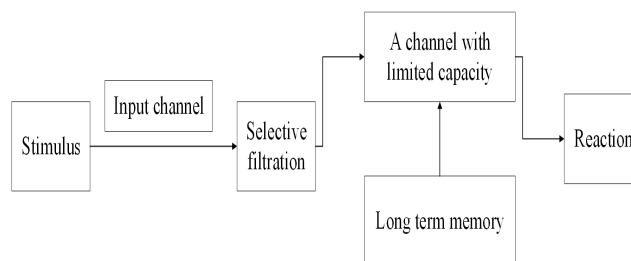 Stimulus
Input channel
Selective
filtration
A channel with
limited capacity
Long term memory
Reaction